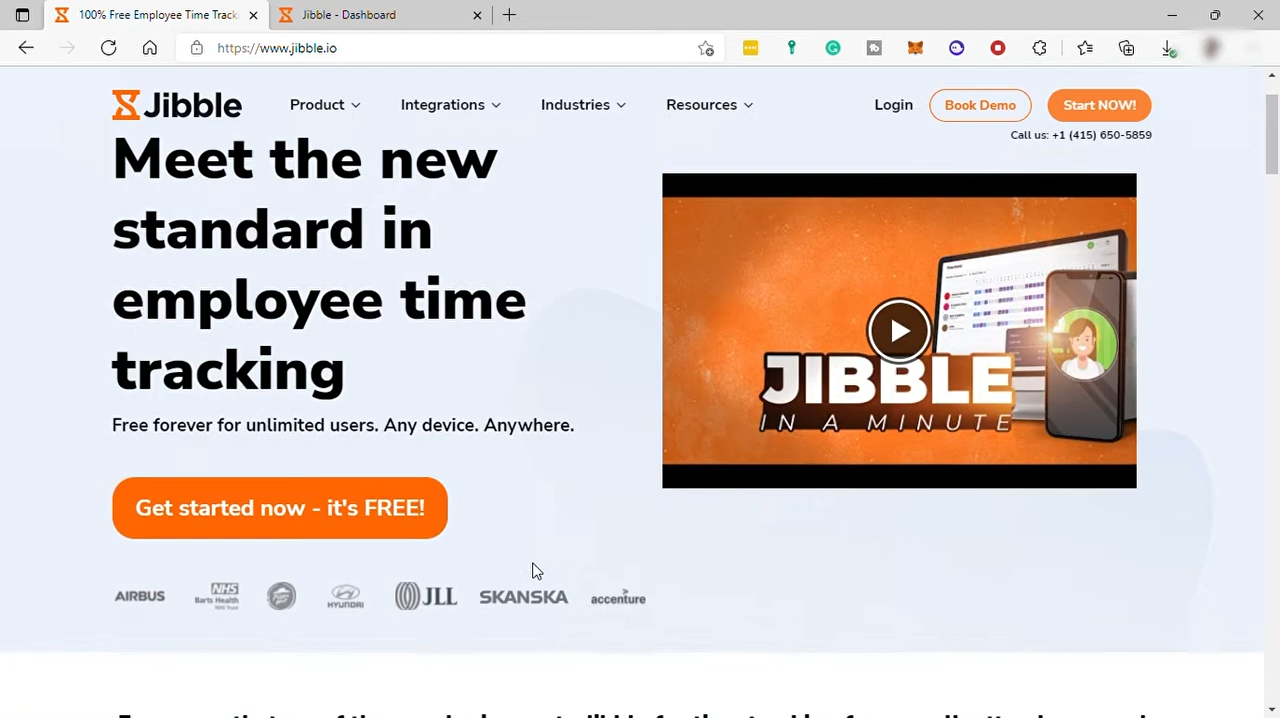 100% Free Employee Time Track
Jibble - Dashboard
https://www.jibble.io
Jibble
Product
Integrations
Industries
Resources
Login
Book Demo
Start NOW!
Call us: +1 (415) 650-5859
Meet the new
standard in
employee time
tracking
Free forever for unlimited users. Any device. Anywhere.
Get started now - it's FREE!
JIBBLE
IN A MINUTE
AIRBUS
NHS
Barts Health
NHS Trust
HYUNDAI
JLL
SKANSKA
accenture